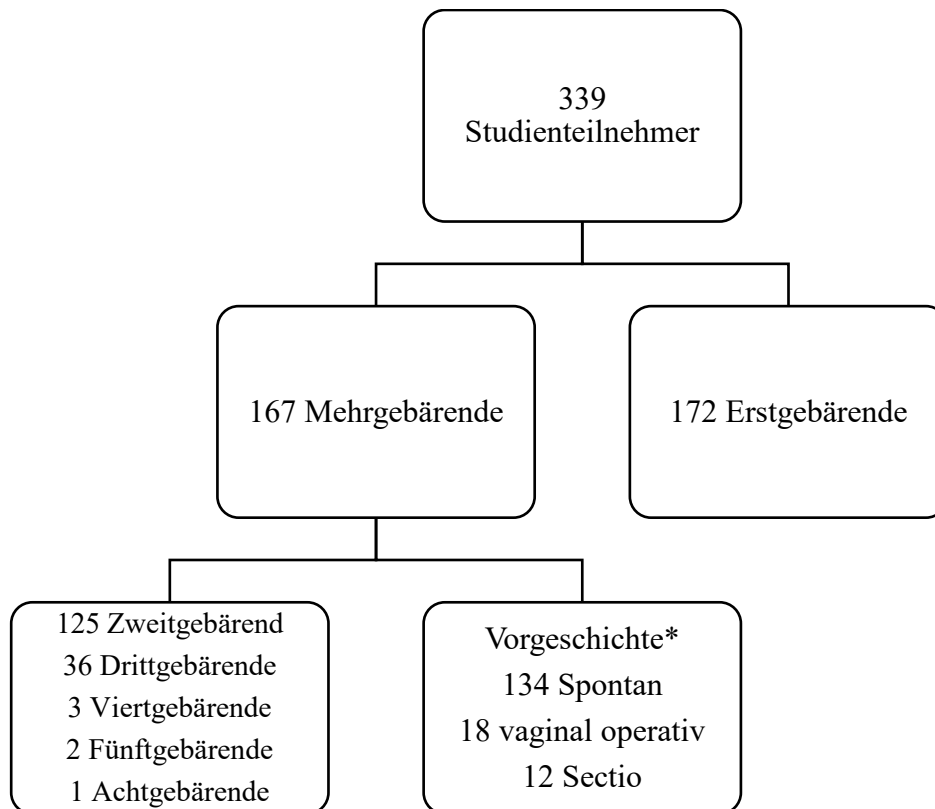 339
Studienteilnehmer
167 Mehrgebärende
172 Erstgebärende
125 Zweitgebärend
36 Drittgebärende
3 Viertgebärende
2 Fünftgebärende
1 Achtgebärende
Vorgeschichte*
134 Spontan
18 vaginal operativ
12 Sectio